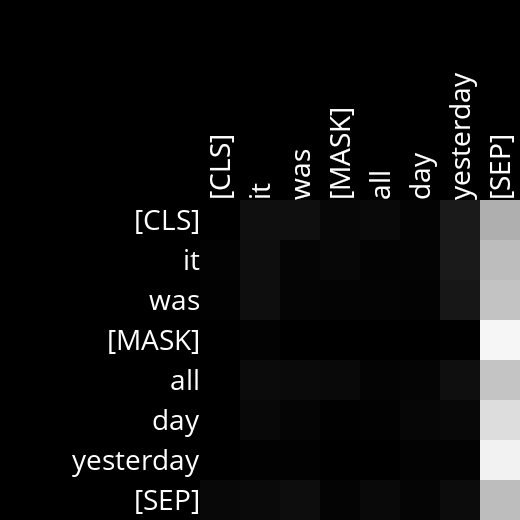 [CLS] it was [MASK] all day yesterday [SEP]
[CLS]
it
was
[MASK]
all
day
yesterday
[SEP]